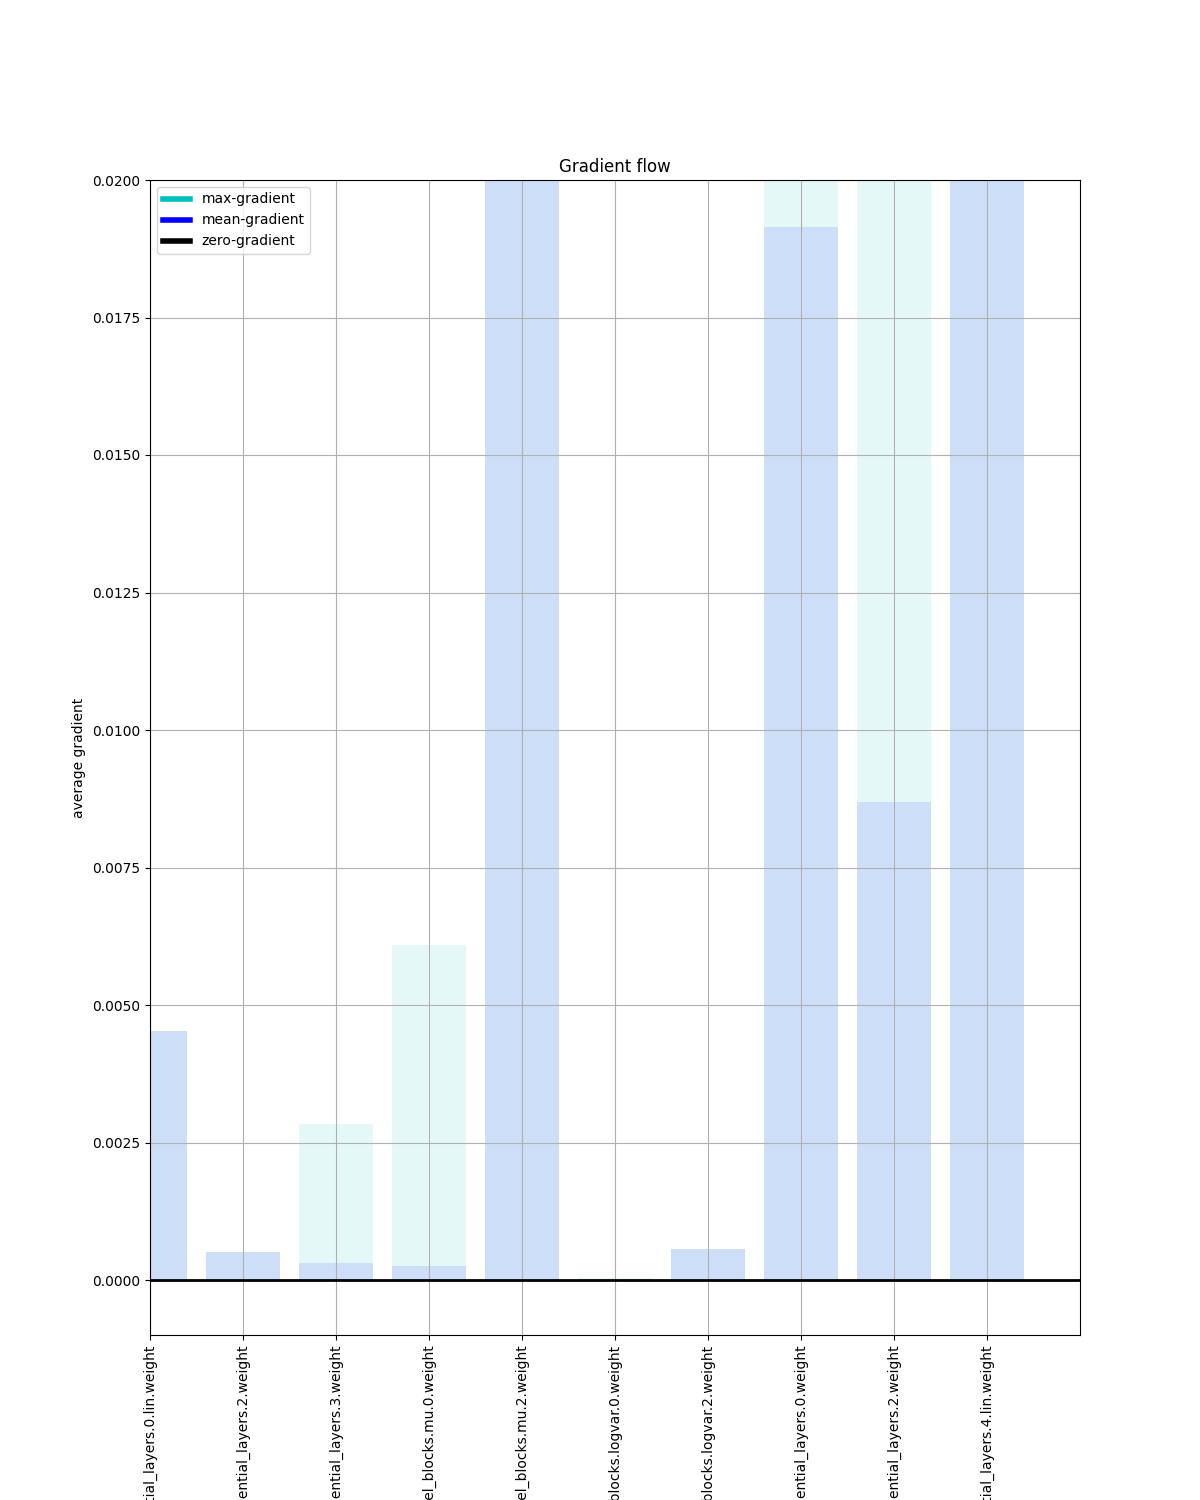 Gradient flow
max-gradient
mean-gradient
zero-gradient
0.0200
0.0175
0.0150
0.0125
0.0100
0.0075
0.0050
0.0025
0.0000
average gradient
tial_layers.0.lin.weight
ential_layers.2.weight
ential_layers.3.weight
el_blocks.mu.0.weight
el_blocks.mu.2.weight
blocks.logvar.0.weight
blocks.logvar.2.weight
ential_layers.0.weight
ential_layers.2.weight
tial_layers.4.lin.weight